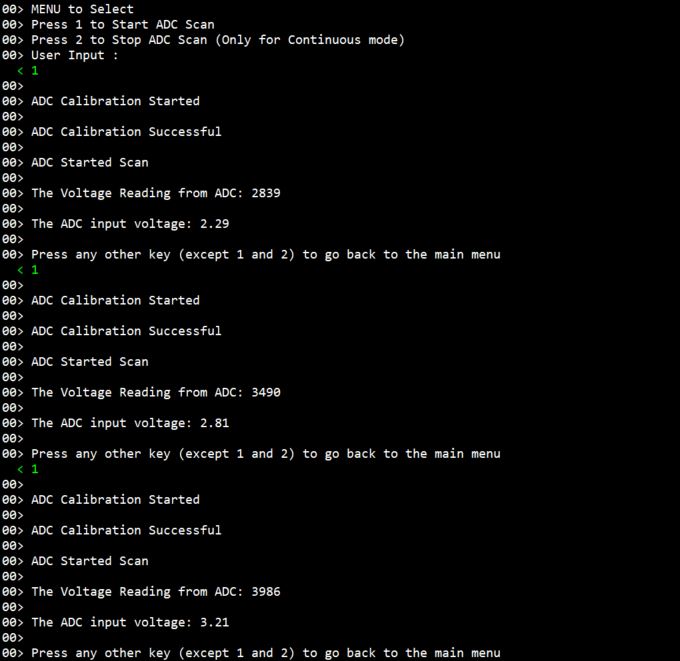 00> MENU to Select
00> Press 1 to Start ADC Scan
00> Press 2 to Stop ADC Scan (Only for Continuous mode)
00> User Input :
< 1
00>
00> ADC Calibration Started
00>
00> ADC Calibration Successful
00>
00> ADC Started Scan
00>
00> The Voltage Reading from ADC: 2839
00>
00> The ADC input voltage: 2.29
00>
00> Press any other key (except 1 and 2) to go back to the main menu
< 1
00>
00> ADC Calibration Started
00>
00> ADC Calibration Successful
00>
00> ADC Started Scan
00>
00> The Voltage Reading from ADC: 3490
00>
00> The ADC input voltage: 2.81
00>
00> Press any other key (except 1 and 2) to go back to the main menu
< 1
00>
00> ADC Calibration Started
00>
00> ADC Calibration Successful
00>
00> ADC Started Scan
00>
00> The Voltage Reading from ADC: 3986
00>
00> The ADC input voltage: 3.21
00>
00> Press any other key (except 1 and 2) to go back to the main menu